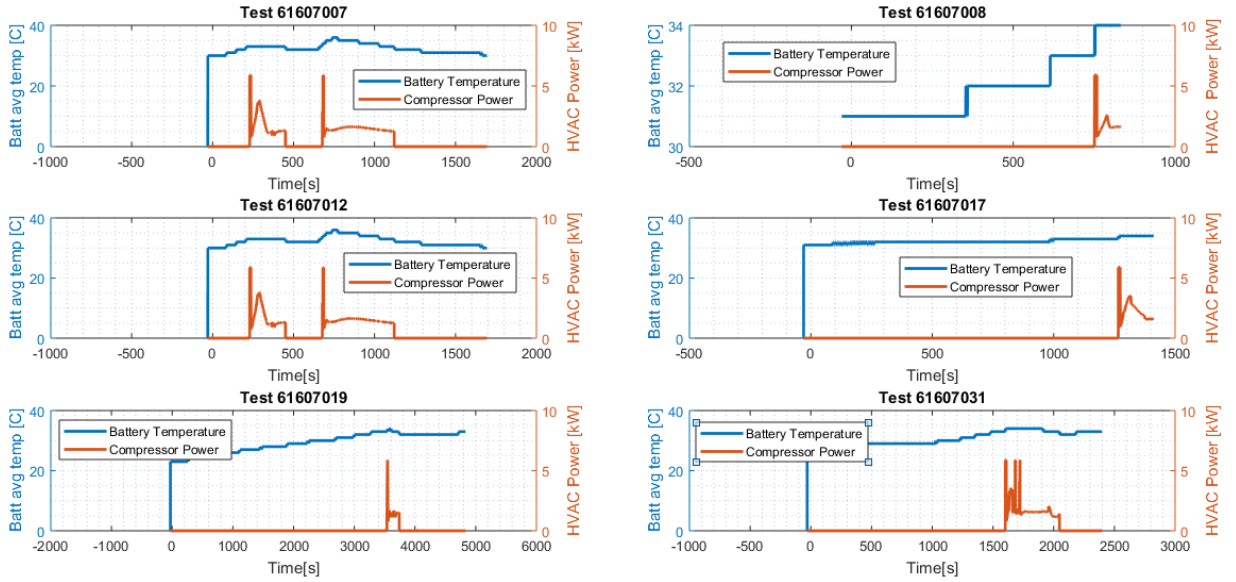 Test 61607007
Batt avg temp [C]
40
20
0
Battery Temperature
Compressor Power
10
5
0
HVAC Power [kW]
-1000 -500 0 500 1000 1500 2000
Time[s]
Test 61607008
Batt avg temp [C]
34
32
30
Battery Temperature
Compressor Power
10
5
0
HVAC Power [kW]
-500 0 500 1000
Time[s]
Test 61607012
Batt avg temp [C]
40
20
0
Battery Temperature
Compressor Power
10
5
0
HVAC Power [kW]
-1000 -500 0 500 1000 1500 2000
Time[s]
Test 61607017
Batt avg temp [C]
40
20
0
Battery Temperature
Compressor Power
10
5
0
HVAC Power [kW]
-500 0 500 1000 1500
Time[s]
Test 61607019
Batt avg temp [C]
40
20
0
Battery Temperature
Compressor Power
10
5
0
HVAC Power [kW]
-2000 -1000 0 1000 2000 3000 4000 5000 6000
Time[s]
Test 61607031
Batt avg temp [C]
40
20
0
Battery Temperature
Compressor Power
10
5
0
HVAC Power [kW]
-1000 -500 0 500 1000 1500 2000 2500 3000
Time[s]